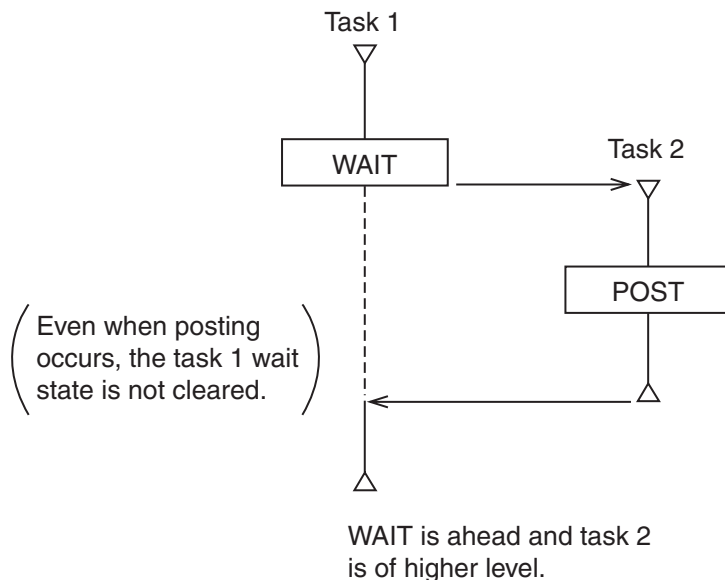 Task 1
WAIT
Task 2
POST
Even when posting
occurs, the task 1 wait
state is not cleared.
WAIT is ahead and task 2
is of higher level.